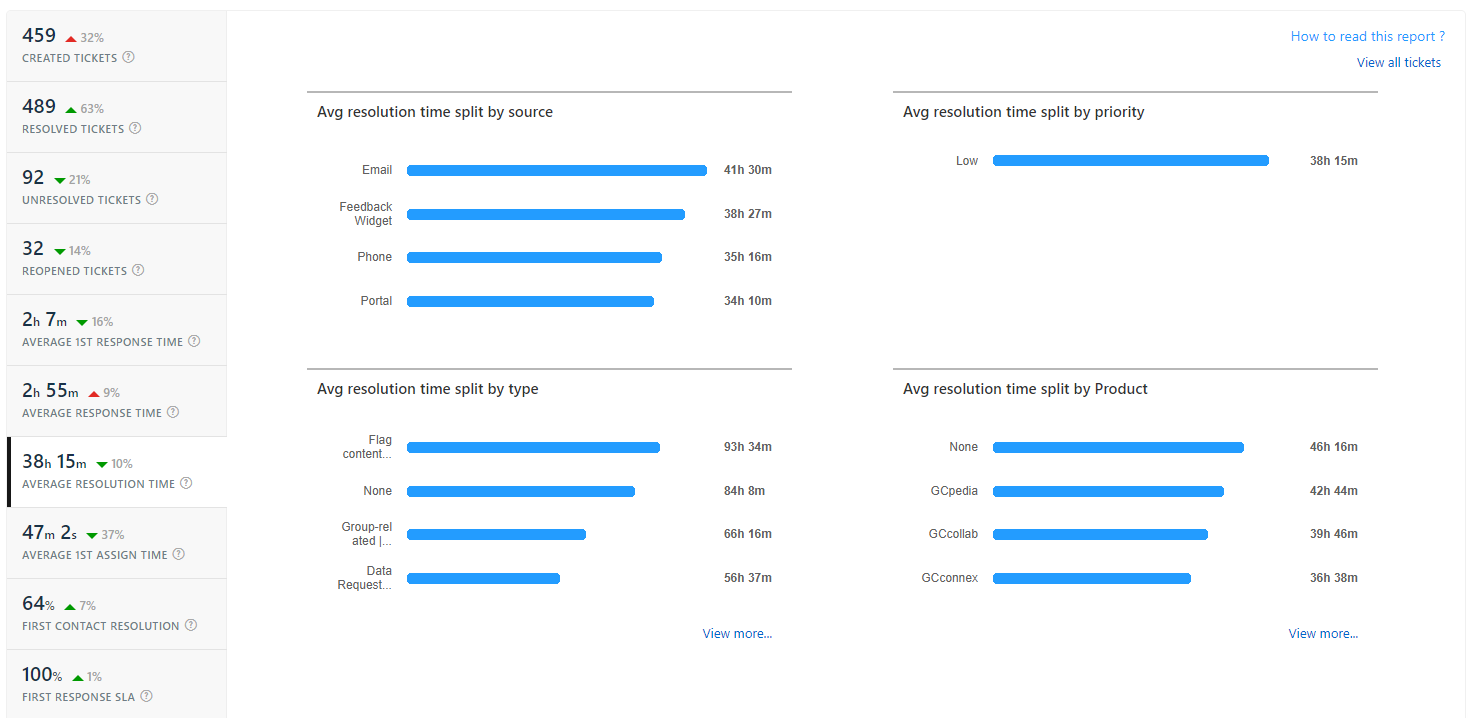 459 32%
CREATED TICKETS ?
489 63%
RESOLVED TICKETS ?
92 21%
UNRESOLVED TICKETS ?
32 14%
REOPENED TICKETS ?
2h 7m 16%
AVERAGE 1ST RESPONSE TIME ?
2h 55m 9%
AVERAGE RESPONSE TIME ?
38h 15m 10%
AVERAGE RESOLUTION TIME ?
47m 2s 37%
AVERAGE 1ST ASSIGN TIME ?
64% 7%
FIRST CONTACT RESOLUTION ?
100% 1%
FIRST RESPONSE SLA ?
How to read this report ?
View all tickets
Avg resolution time split by source
Email 41h 30m
Feedback
Widget
38h 27m
Phone 35h 16m
Portal 34h 10m
Avg resolution time split by priority
Low 38h 15m
Avg resolution time split by type
Flag
content...
93h 34m
None 84h 8m
Group-rel
ated |...
66h 16m
Data
Request...
56h 37m
View more...
Avg resolution time split by Product
None 46h 16m
GCpedia 42h 44m
GCcollab 39h 46m
GCconnex 36h 38m
View more...